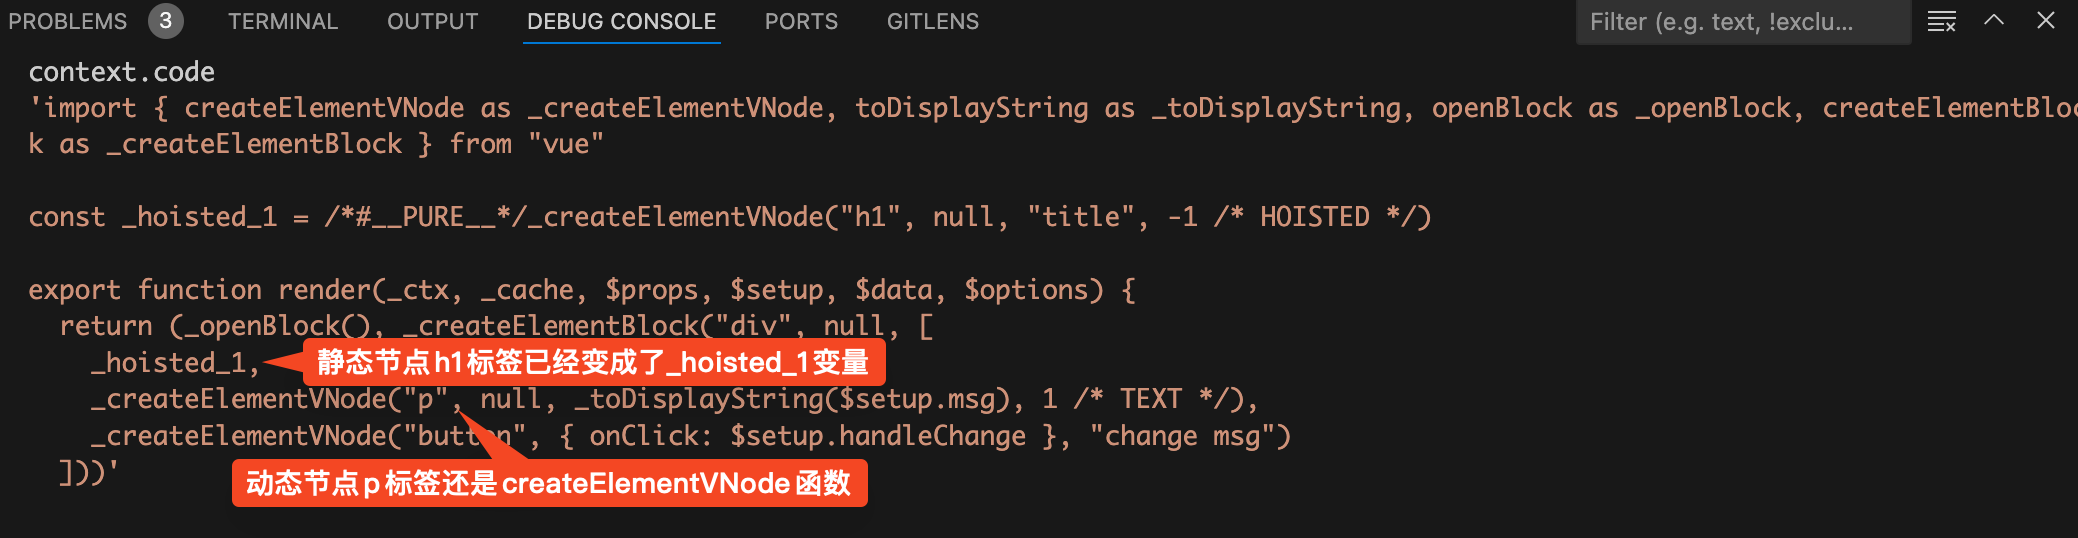 PROBLEMS 3 TERMINAL OUTPUT DEBUG CONSOLE PORTS GITLENS Filter (e.g. text, !exclu...
context.code
'import { createElementVNode as _createElementVNode, toDisplayString as _toDisplayString, openBlock as _openBlock, createElementBloc
k as _createElementBlock } from "vue"
const _hoisted_1 = /*#__PURE__*/_createElementVNode("h1", null, "title", -1 /* HOISTED */)
export function render(_ctx, _cache, $props, $setup, $data, $options) {
return (_openBlock(), _createElementBlock("div", null, [
_hoisted_1,
静态节点h1标签已经变成了_hoisted_1变量
_createElementVNode("p", null, _toDisplayString($setup.msg), 1 /* TEXT */),
_createElementVNode("button", { onClick: $setup.handleChange }, "change msg")
]))'
动态节点p标签还是createElementVNode函数